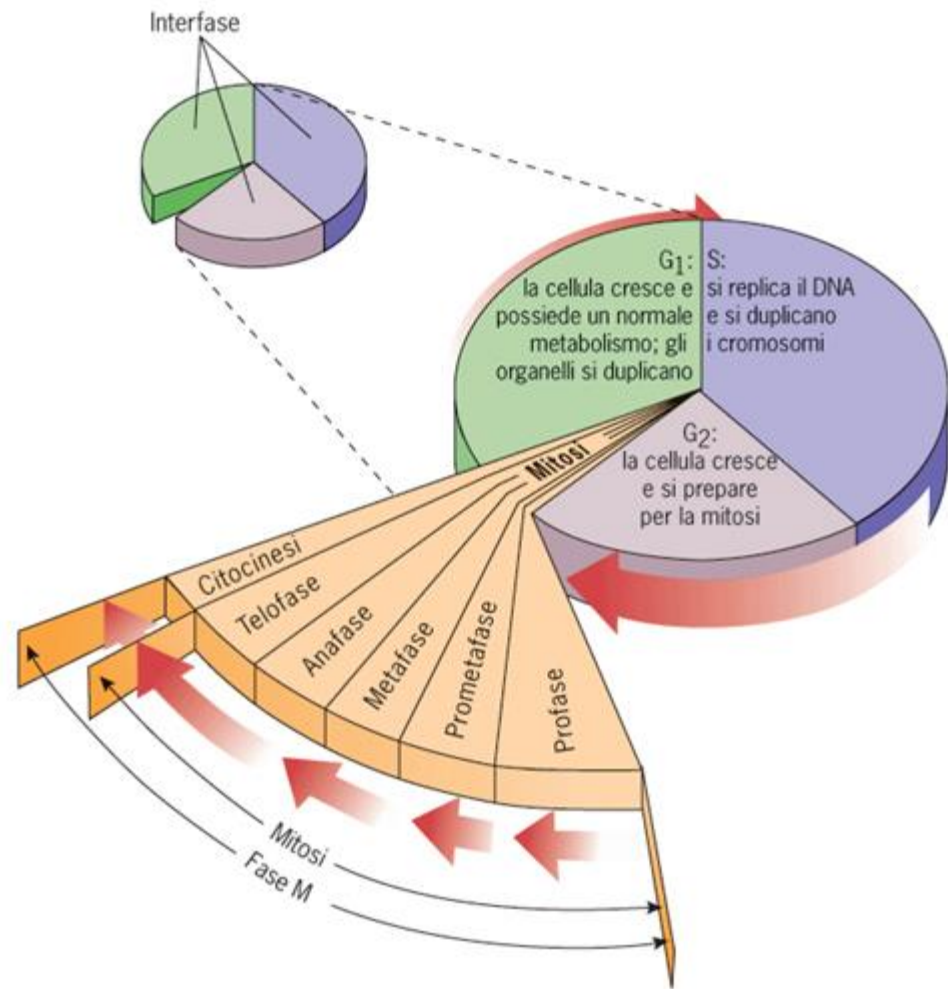 Interfase
G1:
la cellula cresce e
possiede un normale
metabolismo; gli
organelli si duplicano
S:
si replica il DNA
e si duplicano
i cromosomi
G2:
la cellula cresce
e si prepare
per la mitosi
Mitosi
Citocinesi
Telofase
Anafase
Metafase
Prometafase
Profase
Mitosi
Fase M